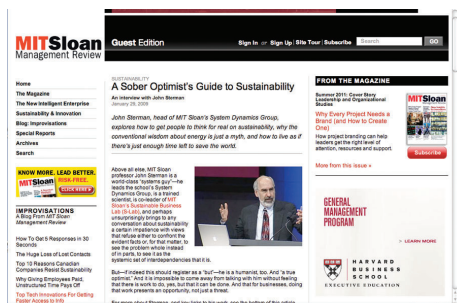 MITSloan
Management Review
Guest Edition
Sign In or Sign Up | Site Tour | Subscribe
Search
GO
Home
The Magazine
The New Intelligent Enterprise
Sustainability & Innovation
Blog: Improvisations
Special Reports
Archives
Search
KNOW MORE. LEAD BETTER.
MITSloan RISK-FREE.
CLICK HERE
IMPROVISATIONS
A Blog From MIT Sloan
Management Review
How To Get 5 Responses in 30
Seconds
The Huge Loss of Lost Contacts
Top 10 Reasons Canadian
Companies Resist Sustainability
Why Giving Employees Paid,
Unstructured Time Pays Off
Top Tech Innovations For Getting
Faster Access to Info
SUSTAINABILITY
A Sober Optimist's Guide to Sustainability
An interview with John Sterman
January 29, 2009
John Sterman, head of MIT Sloan's System Dynamics Group,
explores how to get people to think for real on sustainability, why the
conventional wisdom about energy is just a myth, and how to live as if
there's just enough time left to save the world.
Above all else, MIT Sloan
professor John Sterman is a
world-class "systems guy"—he
leads the school's System
Dynamics Group, is a trained
scientist, is co-leader of MIT
Sloan's Sustainable Business
Lab (S-Lab), and perhaps
unsurprisingly brings to any
conversation about sustainability
a certain impatience with views
that refuse either to confront the
evident facts or, for that matter, to
see the problem whole instead
of in parts, to see it as the
systemic set of interdependencies that it is.
But—if indeed this should register as a "but"—he is a humanist, too. And "a true
optimist." And it is impossible to come away from talking with him without feeling
that there is work to do, yes, but that it can be done. And that for businesses, doing
that work presents an opportunity, not just a threat.
FROM THE MAGAZINE
Summer 2011: Cover Story
Leadership and Organizational
Studies
Why Every Project Needs a
Brand (and How to Create
One)
How project branding can help
leaders get the right level of
attention, resources and support.
MITSloan
Subscribe
More from this issue »
GENERAL
MANAGEMENT
PROGRAM
LEARN MORE
HARVARD
BUSINESS
SCHOOL
EXECUTIVE EDUCATION